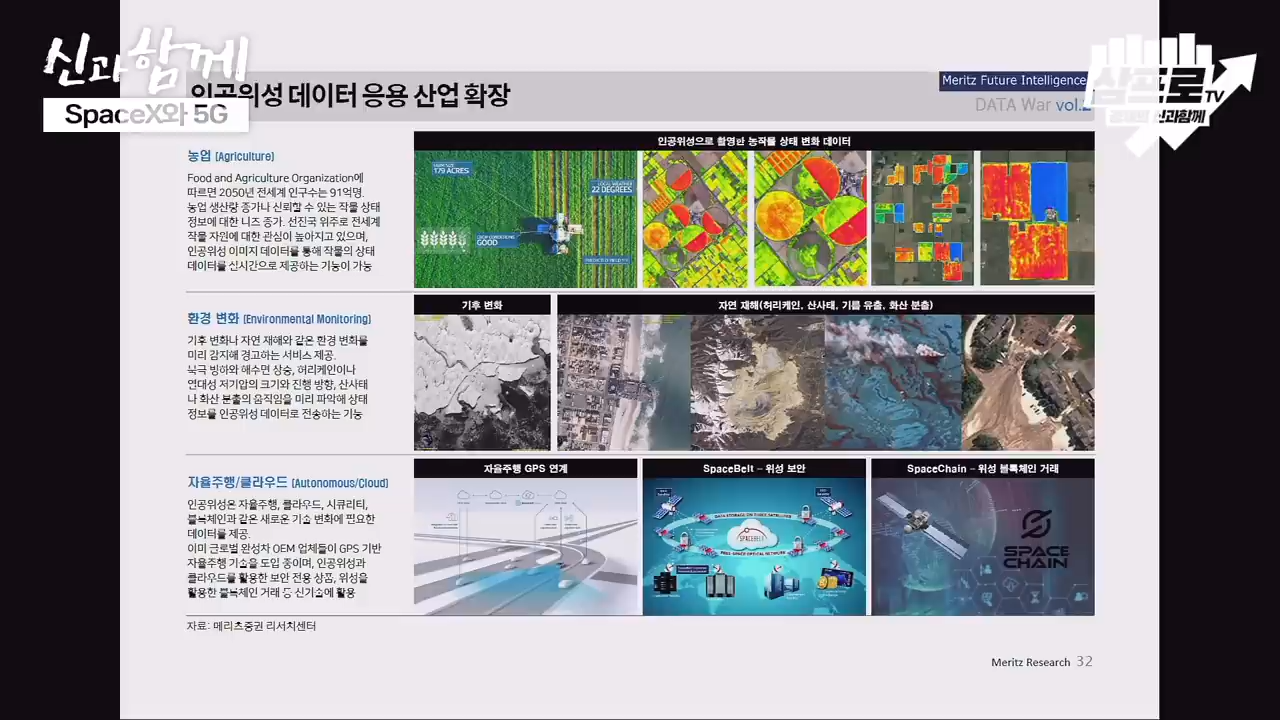 신과함께
SpaceX와 5G
인공위성 데이터 응용 산업 확장
Meritz Future Intelligence
DATA War vol.2
삼프로TV
경제의 신과함께
농업 (Agriculture)
Food and Agriculture Organization에
따르면 2050년 전세계 인구수는 91억명
농업 생산량 증가나 신뢰할 수 있는 작물 상태
정보에 대한 니즈 증가. 선진국 위주로 전세계
작물 자원에 대한 관심이 높아지고 있으며,
인공위성 이미지 데이터를 통해 작물의 상태
데이터를 실시간으로 제공하는 기능이 가능
인공위성으로 촬영한 농작물 상태 변화 데이터
179 ACRES
LOCAL WEATHER
22 DEGREES
CROP CONDITIONS
GOOD
환경 변화 (Environmental Monitoring)
기후 변화나 자연 재해와 같은 환경 변화를
미리 감지해 경고하는 서비스 제공.
북극 빙하와 해수면 상승, 허리케인이나
연대성 저기압의 크기와 진행 방향, 산사태
나 화산 분출의 움직임을 미리 파악해 상태
정보를 인공위성 데이터로 전송하는 기능
기후 변화
자연 재해(허리케인, 산사태, 기름 유출, 화산 분출)
자율주행/클라우드 (Autonomous/Cloud)
인공위성은 자율주행, 클라우드, 시큐리티,
블록체인과 같은 새로운 기술 변화에 필요한
데이터를 제공.
이미 글로벌 완성차 OEM 업체들이 GPS 기반
자율주행 기술을 도입 중이며, 인공위성과
클라우드를 활용한 보안 전용 상품, 위성을
활용한 블록체인 거래 등 신기술에 활용
자율주행 GPS 연계
SpaceBelt – 위성 보안
DATA STORAGE ON THREE SATELLITES
SPACEBELT
FREE-SPACE OPTICAL NETWORK
SpaceChain – 위성 블록체인 거래
SPACE
CHAIN
자료: 메리츠증권 리서치센터
Meritz Research 32